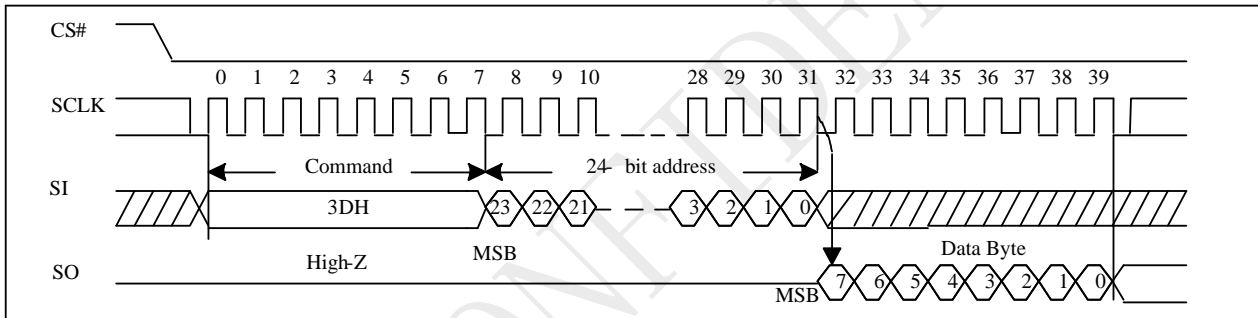 CS#
0 1 2 3 4 5 6 7 8 9 10 28 29 30 31 32 33 34 35 36 37 38 39
SCLK
Command 24- bit address
SI
3DH 23 22 21 3 2 1 0
High-Z MSB Data Byte
SO
MSB 7 6 5 4 3 2 1 0
CONFIDEN